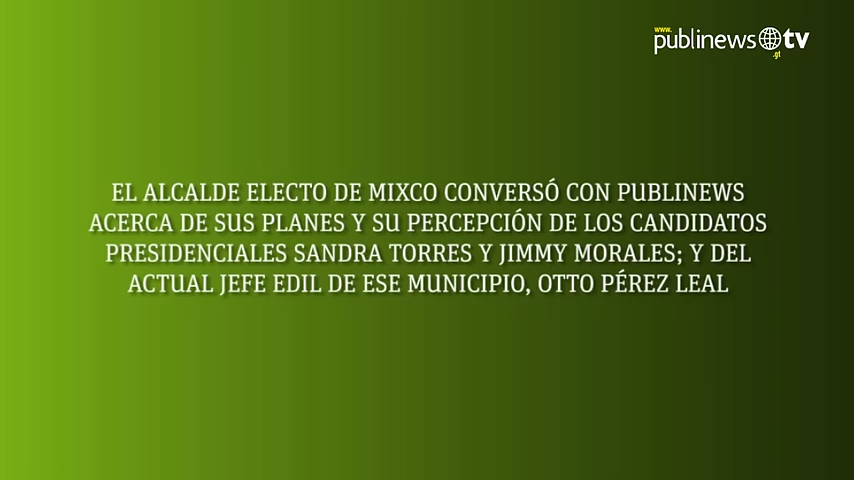 www.
publinews tv
.gt
EL ALCALDE ELECTO DE MIXCO CONVERSÓ CON PUBLINEWS
ACERCA DE SUS PLANES Y SU PERCEPCIÓN DE LOS CANDIDATOS
PRESIDENCIALES SANDRA TORRES Y JIMMY MORALES; Y DEL
ACTUAL JEFE EDIL DE ESE MUNICIPIO, OTTO PÉREZ LEAL